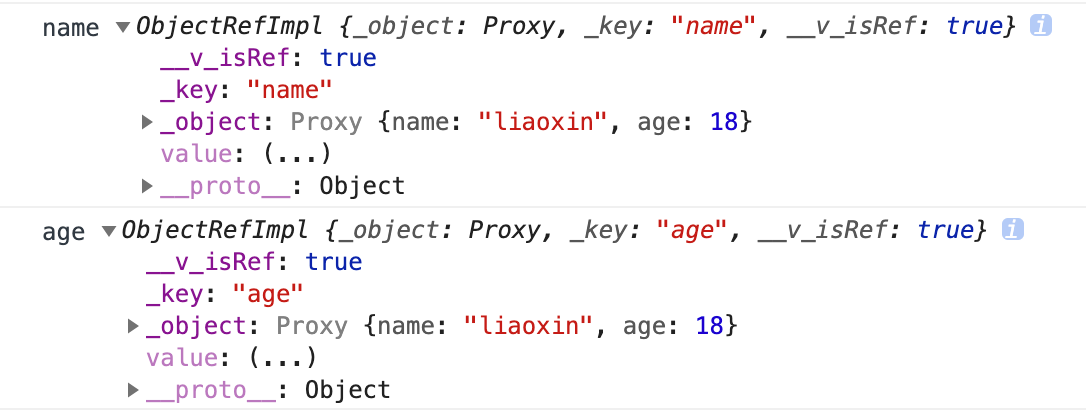 name ▼ObjectRefImpl {_object: Proxy, _key: "name", __v_isRef: true} i
__v_isRef: true
_key: "name"
▶_object: Proxy {name: "liaoxin", age: 18}
value: (...)
▶__proto__: Object
age ▼ObjectRefImpl {_object: Proxy, _key: "age", __v_isRef: true} i
__v_isRef: true
_key: "age"
▶_object: Proxy {name: "liaoxin", age: 18}
value: (...)
▶__proto__: Object